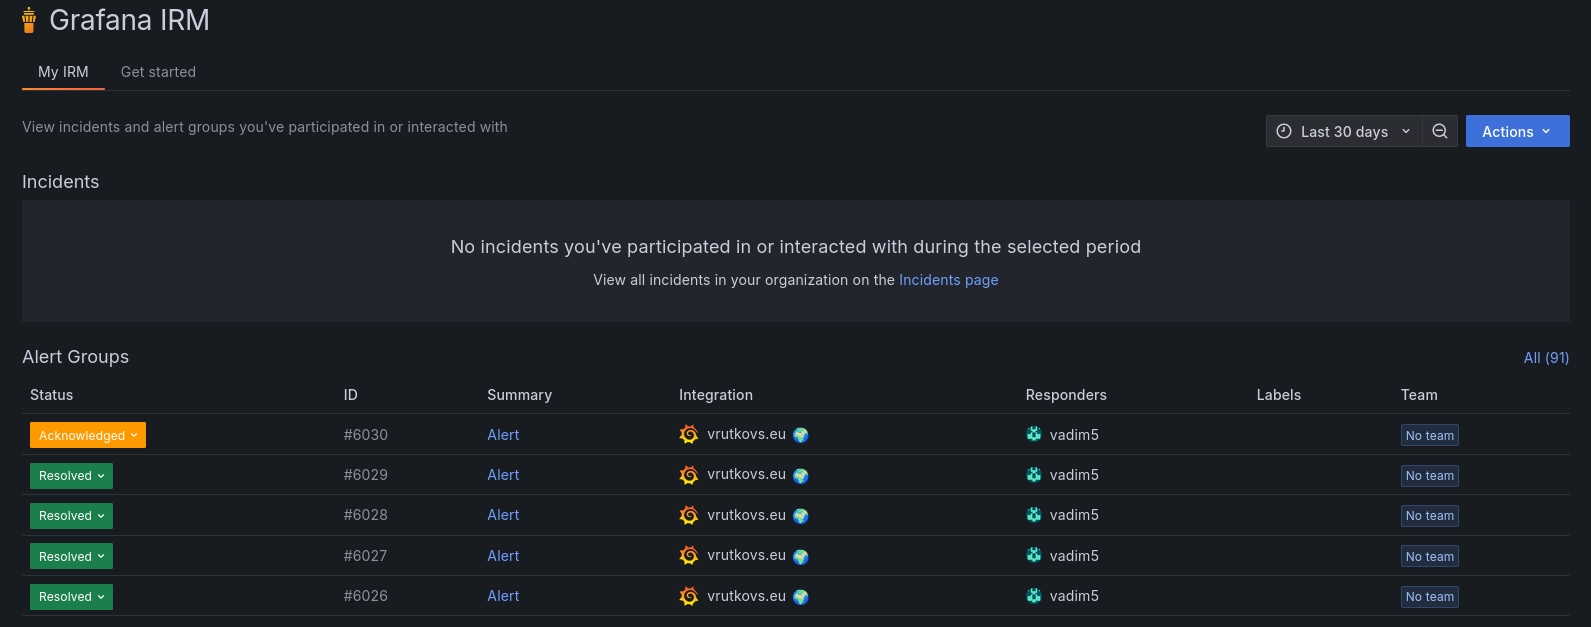 Grafana IRM
My IRM Get started
View incidents and alert groups you've participated in or interacted with
Last 30 days Actions
Incidents
No incidents you've participated in or interacted with during the selected period
View all incidents in your organization on the Incidents page
Alert Groups All (91)
Status ID Summary Integration Responders Labels Team
Acknowledged #6030 Alert vrutkovs.eu vadim5 No team
Resolved #6029 Alert vrutkovs.eu vadim5 No team
Resolved #6028 Alert vrutkovs.eu vadim5 No team
Resolved #6027 Alert vrutkovs.eu vadim5 No team
Resolved #6026 Alert vrutkovs.eu vadim5 No team